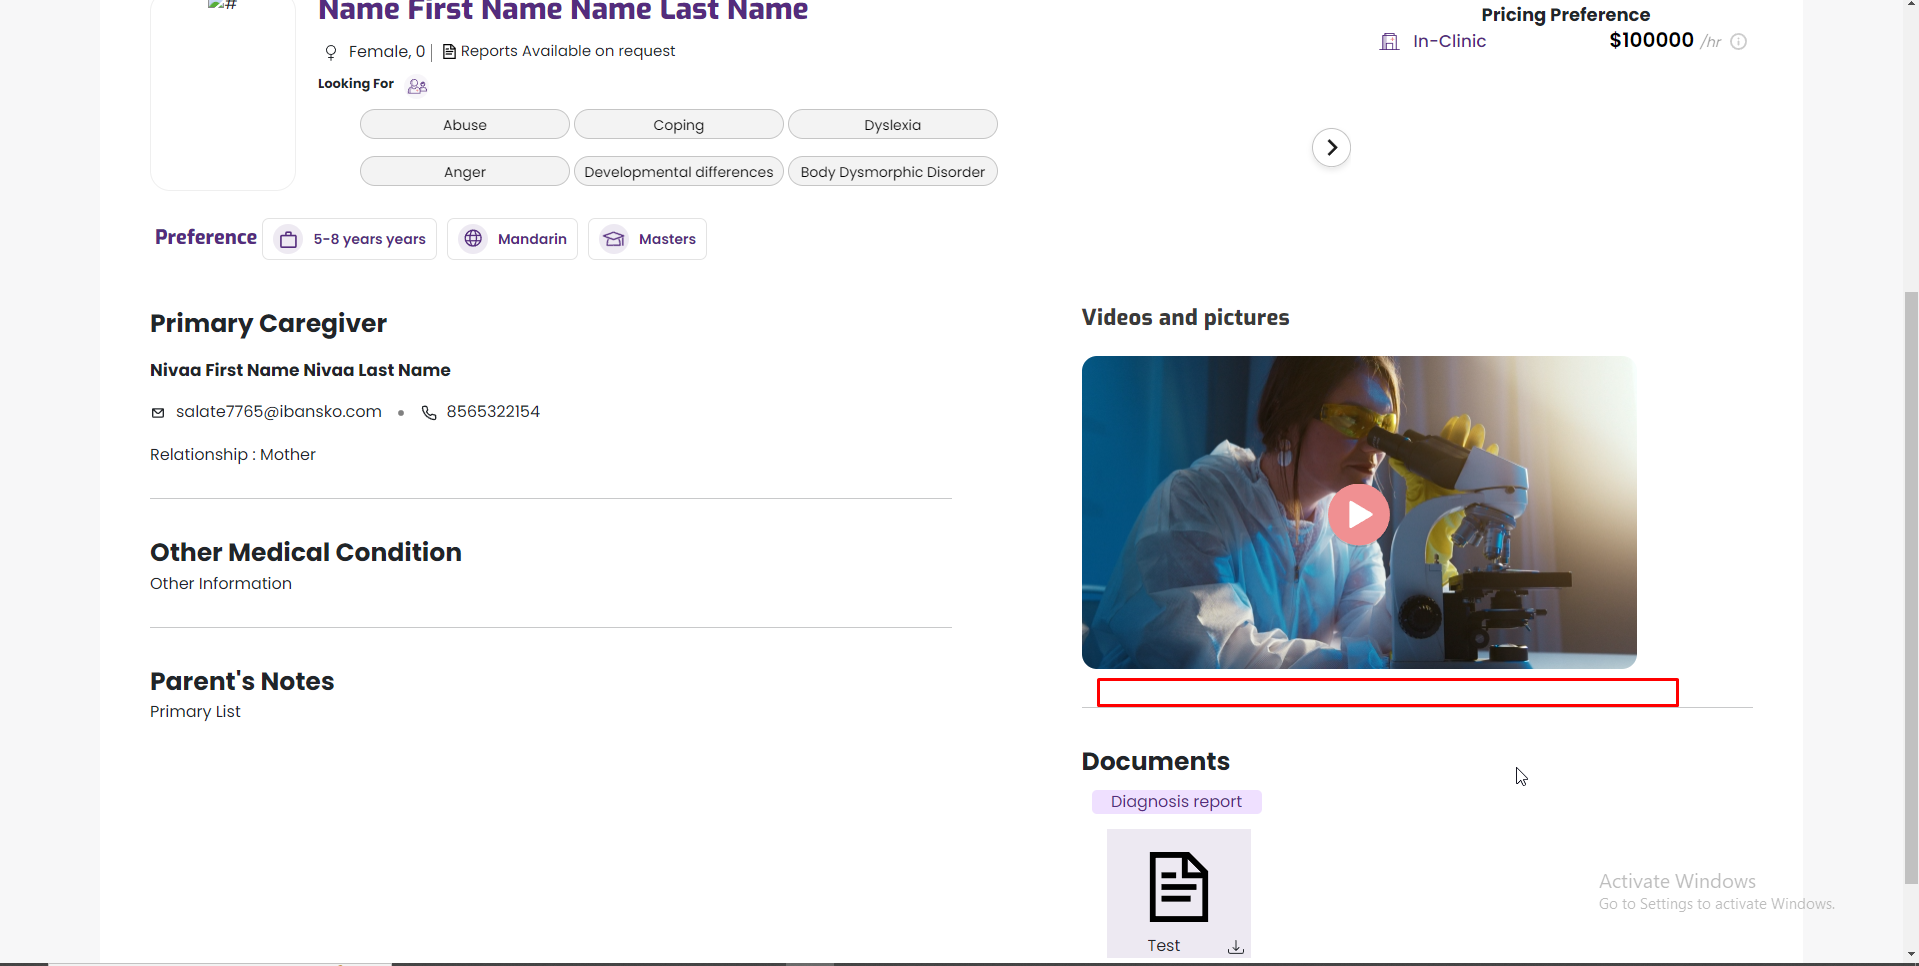 #
Name First Name Name Last Name
Female, 0 | Reports Available on request
Looking For
Abuse
Coping
Dyslexia
Anger
Developmental differences
Body Dysmorphic Disorder
Pricing Preference
In-Clinic
$100000 /hr
Preference
5-8 years years
Mandarin
Masters
Primary Caregiver
Nivaa First Name Nivaa Last Name
salate7765@ibansko.com • 8565322154
Relationship : Mother
Other Medical Condition
Other Information
Parent's Notes
Primary List
Videos and pictures
Documents
Diagnosis report
Test
Activate Windows
Go to Settings to activate Windows.